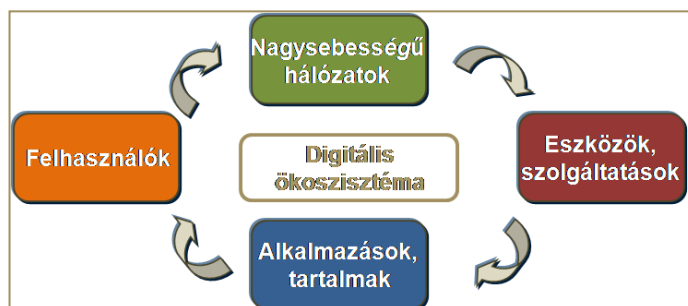 Nagysebességű
hálózatok
Felhasználók
Digitális
ökoszisztéma
Eszközök,
szolgáltatások
Alkalmazások,
tartalmak